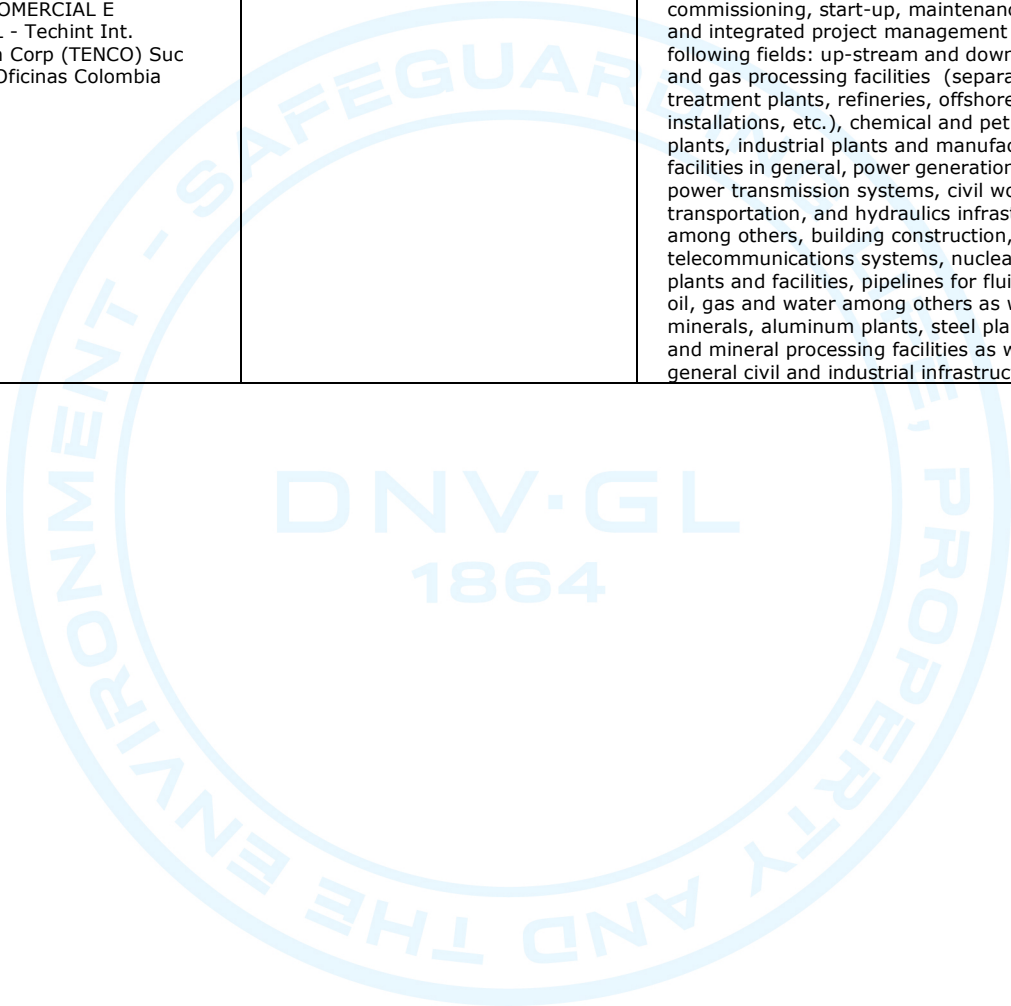 OMERCIAL E
- Techint Int.
Corp (TENCO) Suc
Oficinas Colombia
commissioning, start-up, maintenanc
and integrated project management
following fields: up-stream and down
and gas processing facilities (separa
treatment plants, refineries, offshore
installations, etc.), chemical and pet
plants, industrial plants and manufac
facilities in general, power generation
power transmission systems, civil wo
transportation, and hydraulics infrast
among others, building construction,
telecommunications systems, nuclea
plants and facilities, pipelines for flui
oil, gas and water among others as w
minerals, aluminum plants, steel pla
and mineral processing facilities as w
general civil and industrial infrastruc
SAFEGUARDING LIFE, PROPERTY AND THE ENVIRONMENT -
DNV·GL
1864